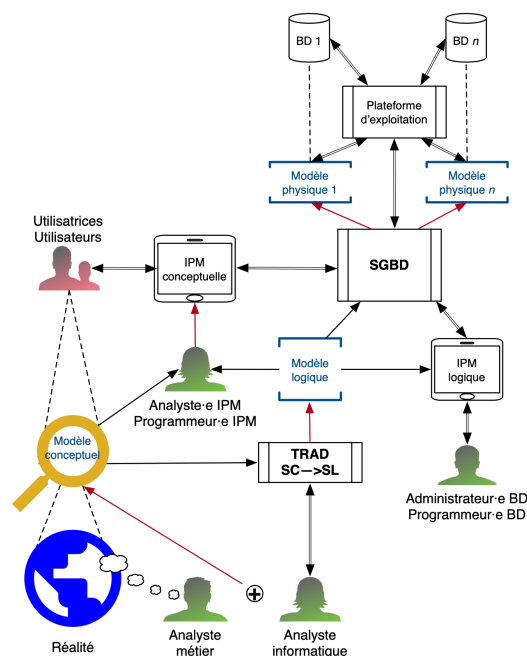 BD 1
BD n
Plateforme
d'exploitation
Modèle
physique 1
Modèle
physique n
Utilisatrices
Utilisateurs
IPM
conceptuelle
SGBD
Modèle
logique
IPM
logique
Analyste·e IPM
Programmeur·e IPM
Modèle
conceptuel
TRAD
SC—>SL
Administrateur·e BD
Programmeur·e BD
Réalité
Analyste
métier
Analyste
informatique